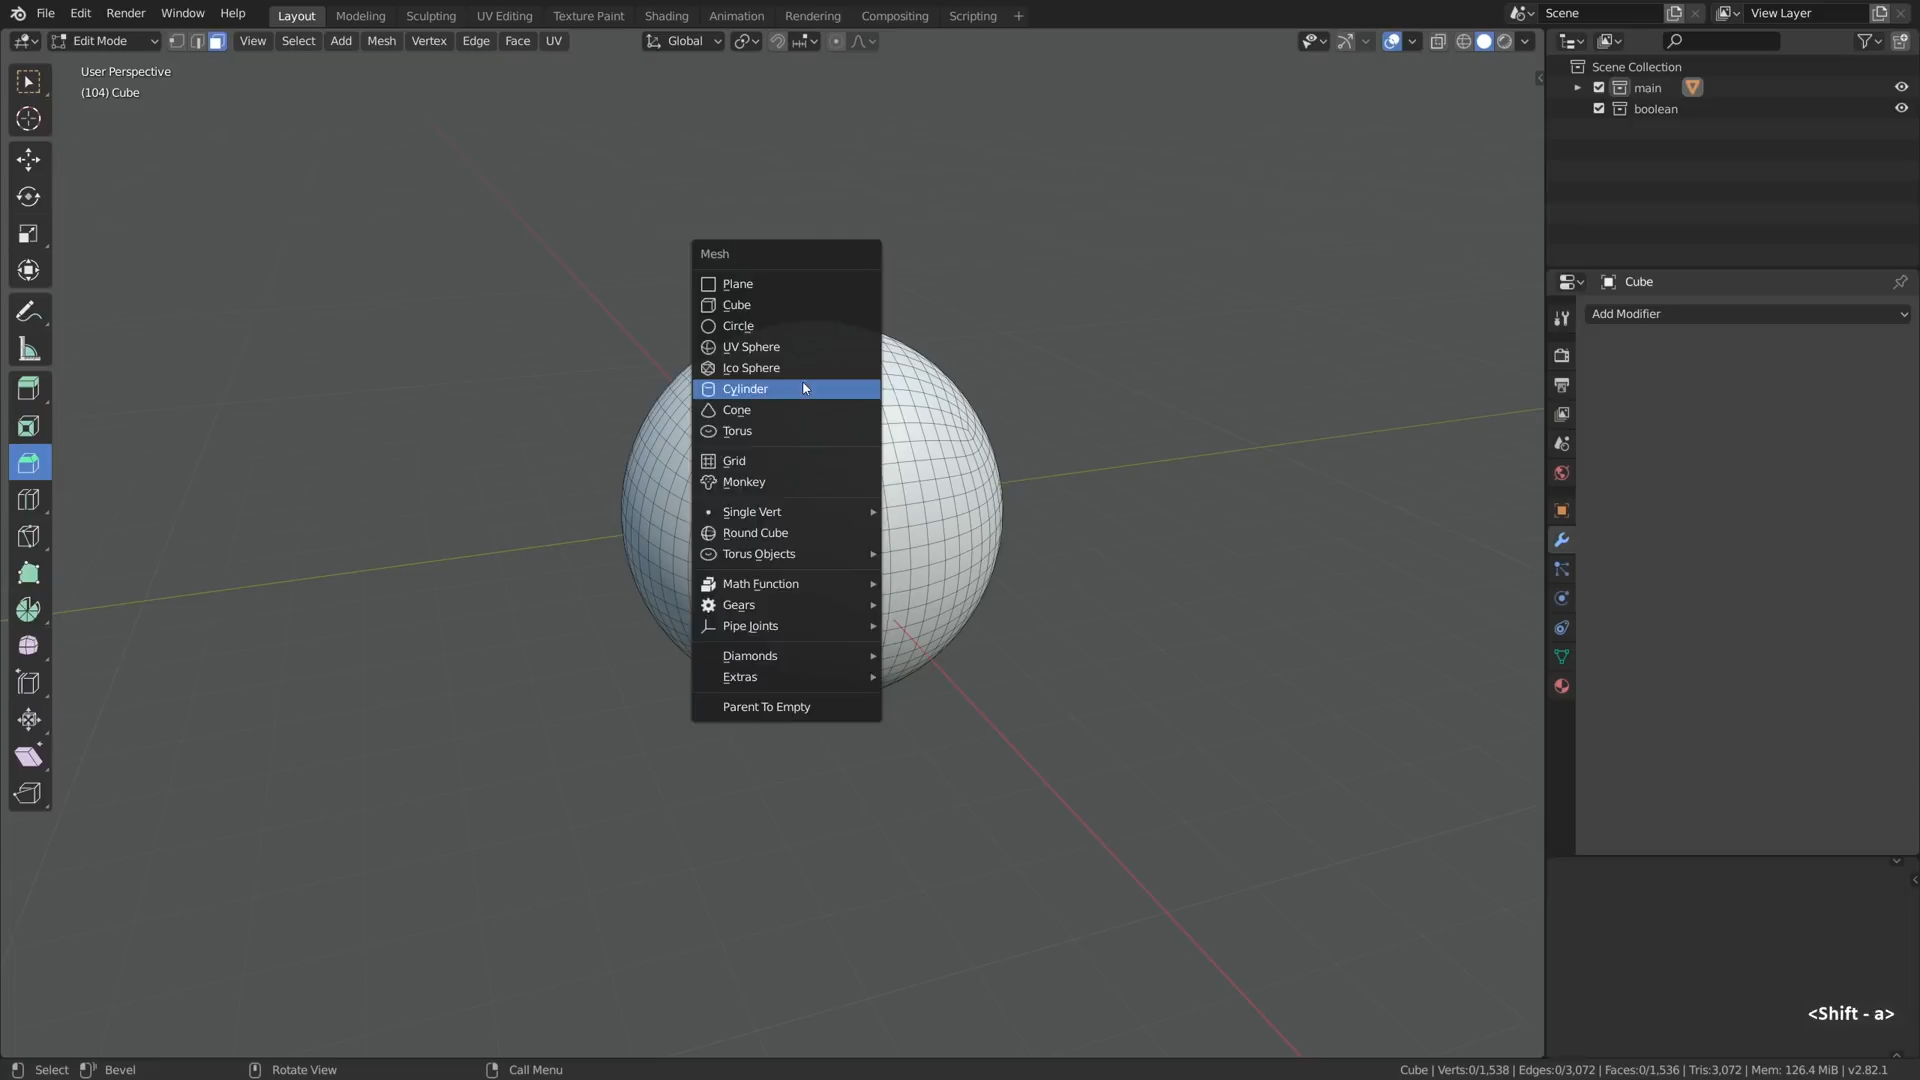 File Edit Render Window Help Layout Modeling Sculpting UV Editing Texture Paint Shading Animation Rendering Compositing Scripting + Scene View Layer
Edit Mode View Select Add Mesh Vertex Edge Face UV Global
User Perspective
(104) Cube
Scene Collection
main
boolean
Cube
Add Modifier
Mesh
Plane
Cube
Circle
UV Sphere
Ico Sphere
Cylinder
Cone
Torus
Grid
Monkey
Single Vert
Round Cube
Torus Objects
Math Function
Gears
Pipe Joints
Diamonds
Extras
Parent To Empty
<Shift - a>
Select Bevel Rotate View Call Menu Cube | Verts:0/1,538 | Edges:0/3,072 | Faces:0/1,536 | Tris:3,072 | Mem: 126.4 MiB | v2.82.1